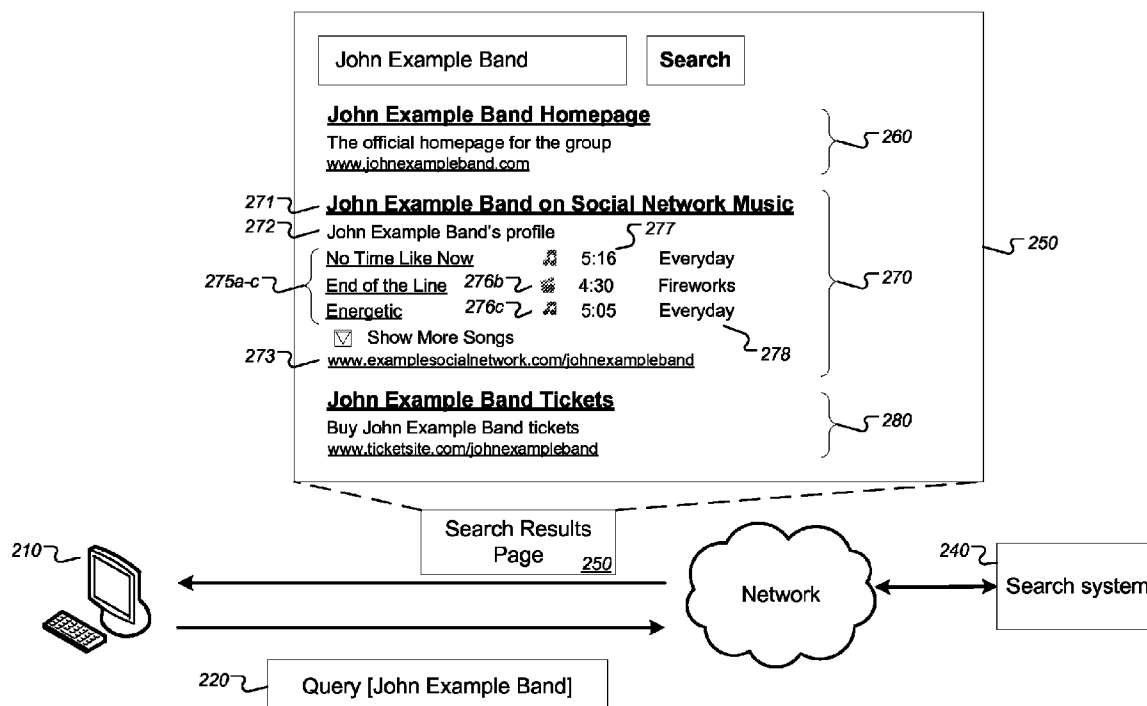 John Example Band Search
John Example Band Homepage
The official homepage for the group
www.johnexampleband.com
260
271 John Example Band on Social Network Music
272 John Example Band's profile 277
250
No Time Like Now 5:16 Everyday
275a-c End of the Line 276b 4:30 Fireworks 270
Energetic 276c 5:05 Everyday
Show More Songs 278
273 www.examplesocialnetwork.com/johnexampleband
John Example Band Tickets
Buy John Example Band tickets 280
www.ticketsite.com/johnexampleband
210
Search Results
Page 250
Network
240
Search system
220 Query [John Example Band]